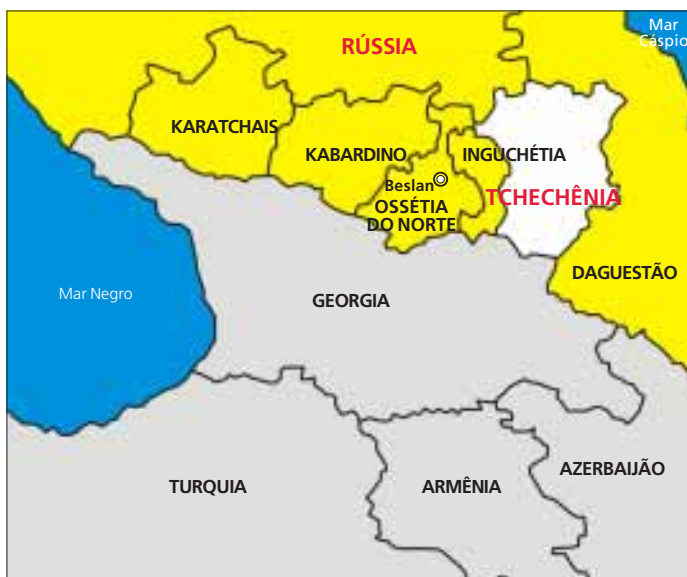 Mar
Cáspio
RÚSSIA
KARATCHAIS
KABARDINO
INGUCHÉTIA
Beslan
TCHECHÊNIA
OSSÉTIA
DO NORTE
DAGUESTÃO
Mar Negro
GEORGIA
AZERBAIJÃO
TURQUIA
ARMÊNIA